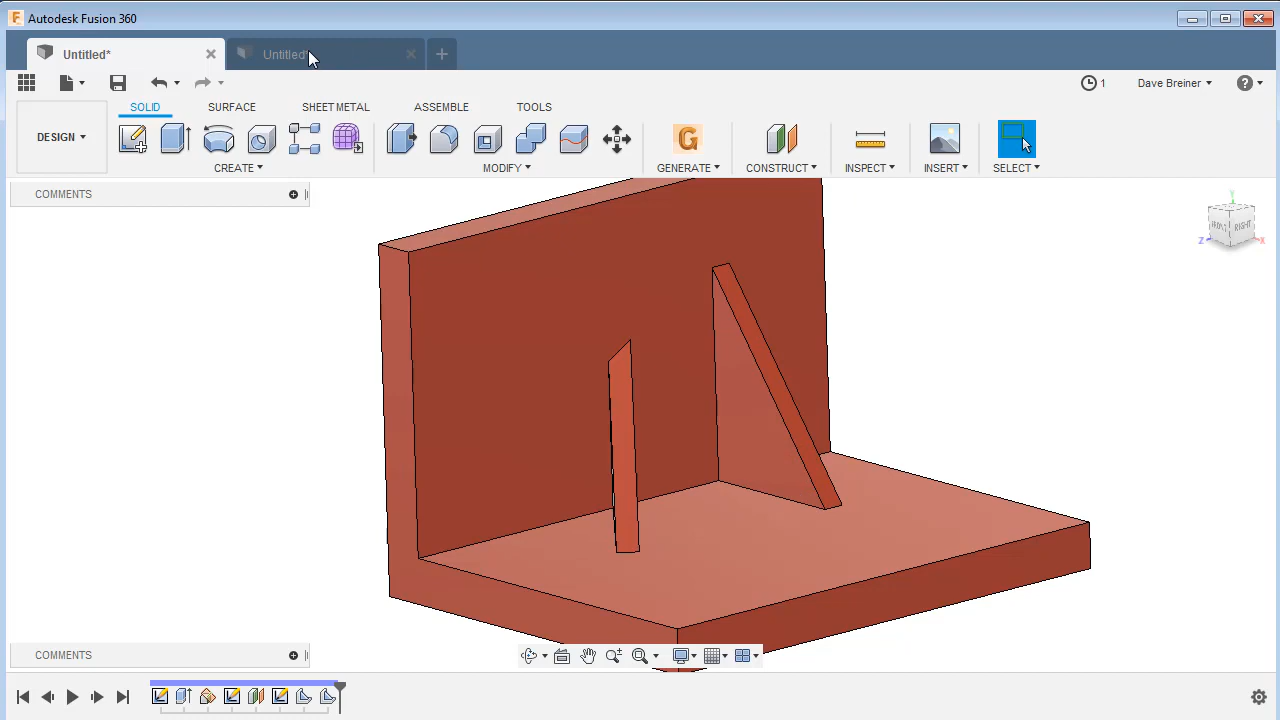 Autodesk Fusion 360
Untitled*
Untitled*
1
Dave Breiner
DESIGN
SOLID
SURFACE
SHEET METAL
ASSEMBLE
TOOLS
CREATE
MODIFY
GENERATE
CONSTRUCT
INSPECT
INSERT
SELECT
COMMENTS
Y
RIGHT
Z
X
COMMENTS